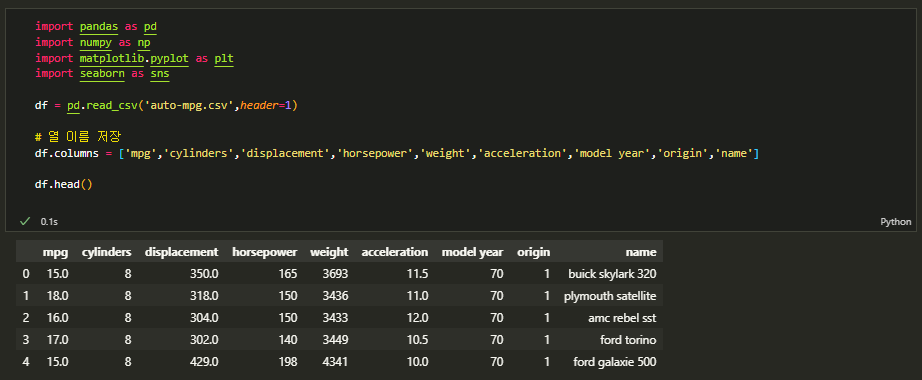 import pandas as pd
import numpy as np
import matplotlib.pyplot as plt
import seaborn as sns
df = pd.read_csv('auto-mpg.csv',header=1)
# 열 이름 저장
df.columns = ['mpg','cylinders','displacement','horsepower','weight','acceleration','model year','origin','name']
df.head()
0.1s Python
mpg cylinders displacement horsepower weight acceleration model year origin name
0 15.0 8 350.0 165 3693 11.5 70 1 buick skylark 320
1 18.0 8 318.0 150 3436 11.0 70 1 plymouth satellite
2 16.0 8 304.0 150 3433 12.0 70 1 amc rebel sst
3 17.0 8 302.0 140 3449 10.5 70 1 ford torino
4 15.0 8 429.0 198 4341 10.0 70 1 ford galaxie 500